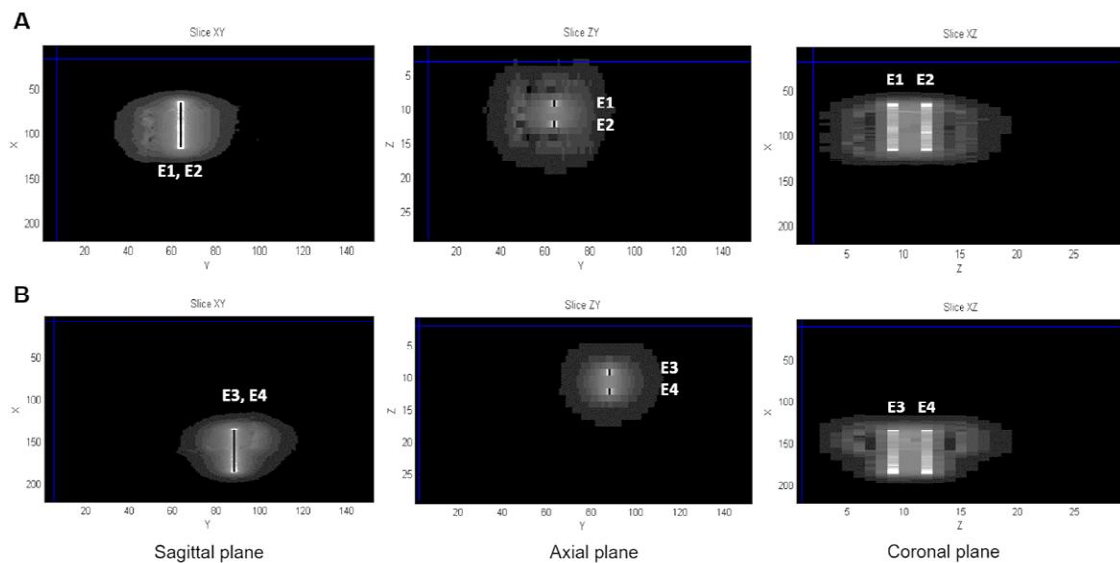 A
Slice XY
Slice ZY
Slice XZ
50
100
150
200
X
20 40 60 80 100 120 140
Y
E1, E2
5
10
15
20
25
Z
20 40 60 80 100 120 140
Y
E1
E2
50
100
150
200
X
5 10 15 20 25
Z
E1 E2
B
Slice XY
Slice ZY
Slice XZ
50
100
150
200
X
20 40 60 80 100 120 140
Y
E3, E4
5
10
15
20
25
Z
20 40 60 80 100 120 140
Y
E3
E4
50
100
150
200
X
5 10 15 20 25
Z
E3 E4
Sagittal plane
Axial plane
Coronal plane